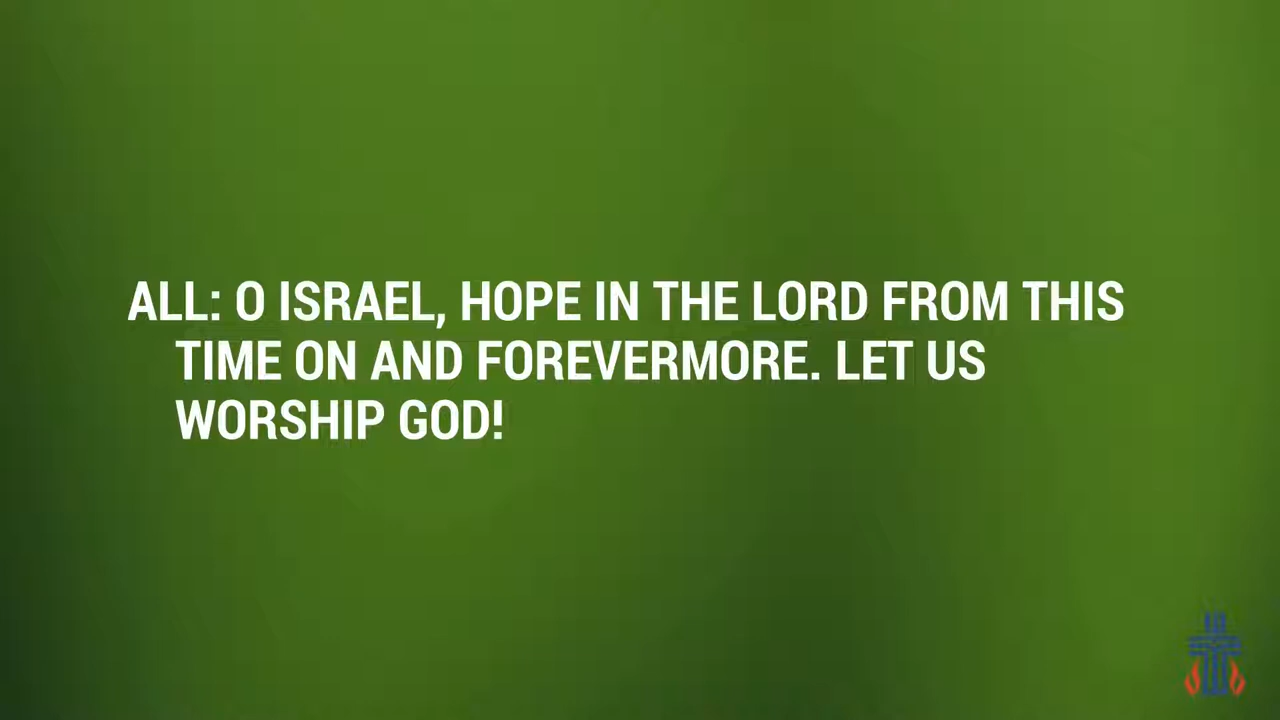 ALL: O ISRAEL, HOPE IN THE LORD FROM THIS
TIME ON AND FOREVERMORE. LET US
WORSHIP GOD!